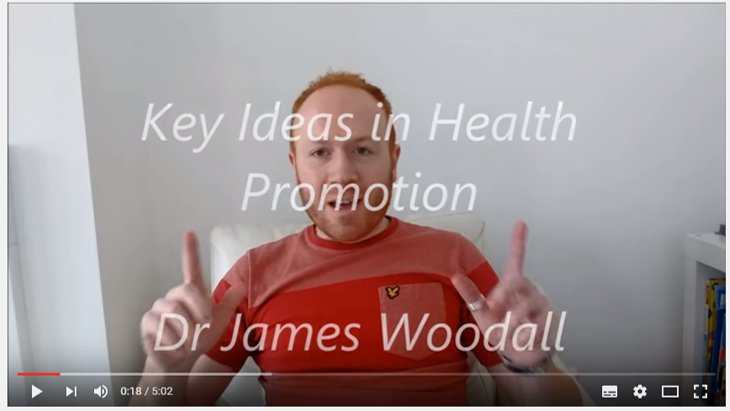 Key Ideas in Health
Promotion
Dr James Woodall
0:18 / 5:02